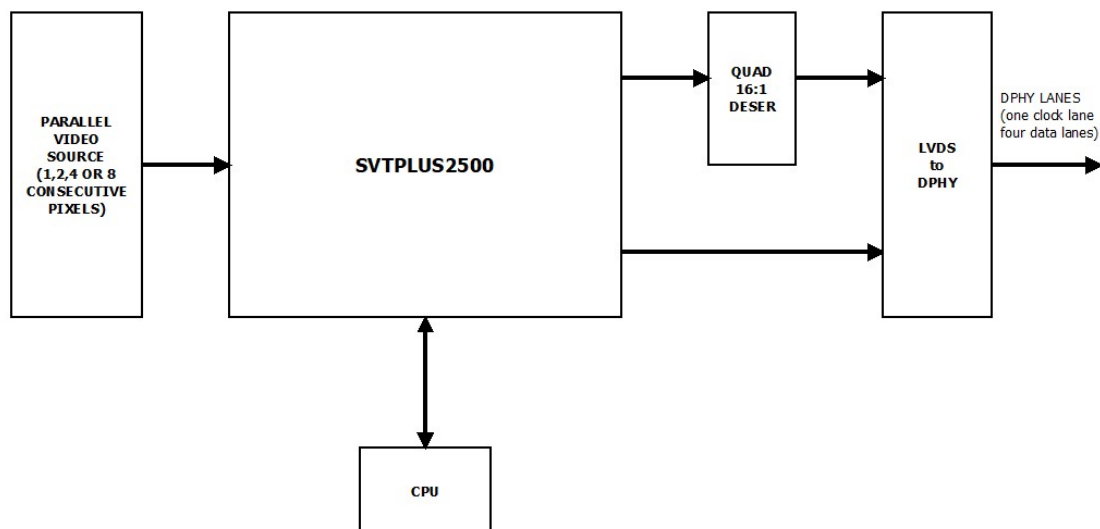 PARALLEL
VIDEO
SOURCE
(1,2,4 OR 8
CONSECUTIVE
PIXELS)
SVTPLUS2500
QUAD
16:1
DESER
LVDS
to
DPHY
DPHY LANES
(one clock lane
four data lanes)
CPU